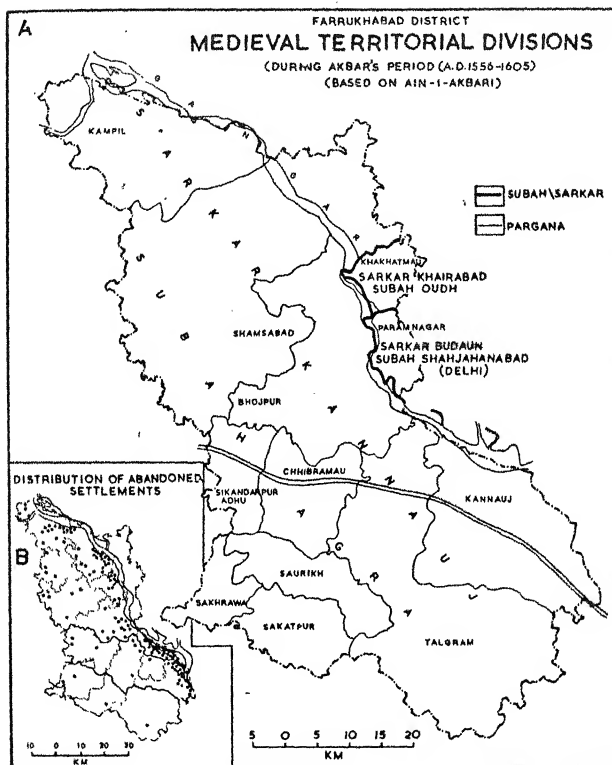 A
FARRUKHABAD DISTRICT
MEDIEVAL TERRITORIAL DIVISIONS
(DURING AKBAR'S PERIOD (A.D.1556-1605)
(BASED ON AIN-I-AKBARI)
GANGA R
KAMPIL
SARKAR KANNAUJ
SUBAH AGRA
SUBAH\SARKAR
PARGANA
KHAKHATMAU
SARKAR KHAIRABAD
SUBAH OUDH
SHAMSABAD
PARAMNAGAR
SARKAR BUDAUN
SUBAH SHAHJAHANABAD
(DELHI)
BHOJPUR
CHHIBRAMAU
SIKANDARPUR
ADHU
KANNAUJ
SAURIKH
SAKHRAWA
SAKATPUR
TALGRAM
5 0 5 10 15 20
KM
DISTRIBUTION OF ABANDONED
SETTLEMENTS
B
10 0 10 20 30
KM